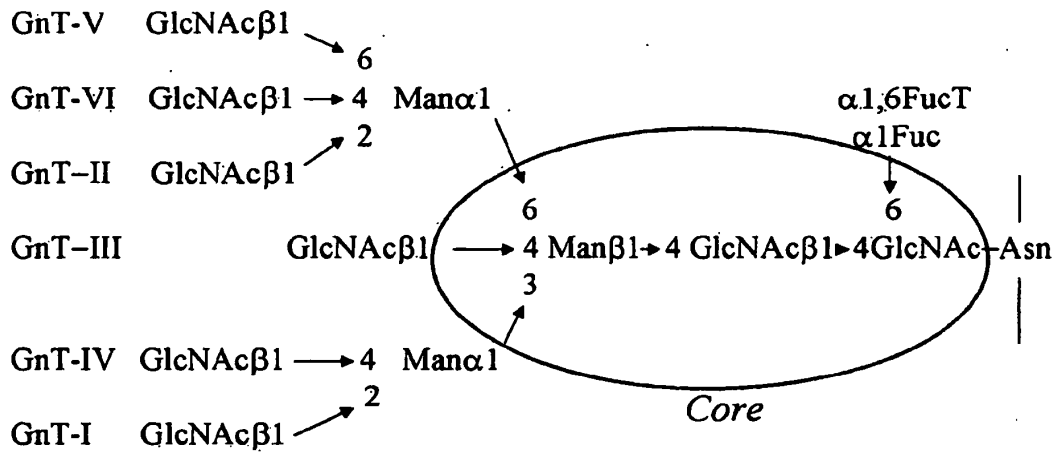 GnT-V GlcNAcβ1
6
GnT-VI GlcNAcβ1 → 4 Manα1 α1,6FucT
2 α1Fuc
GnT–II GlcNAcβ1
6 6
GnT–III GlcNAcβ1 → 4 Manβ1→4 GlcNAcβ1→4GlcNAc–Asn
3
GnT-IV GlcNAcβ1 → 4 Manα1
2
Core
GnT-I GlcNAcβ1